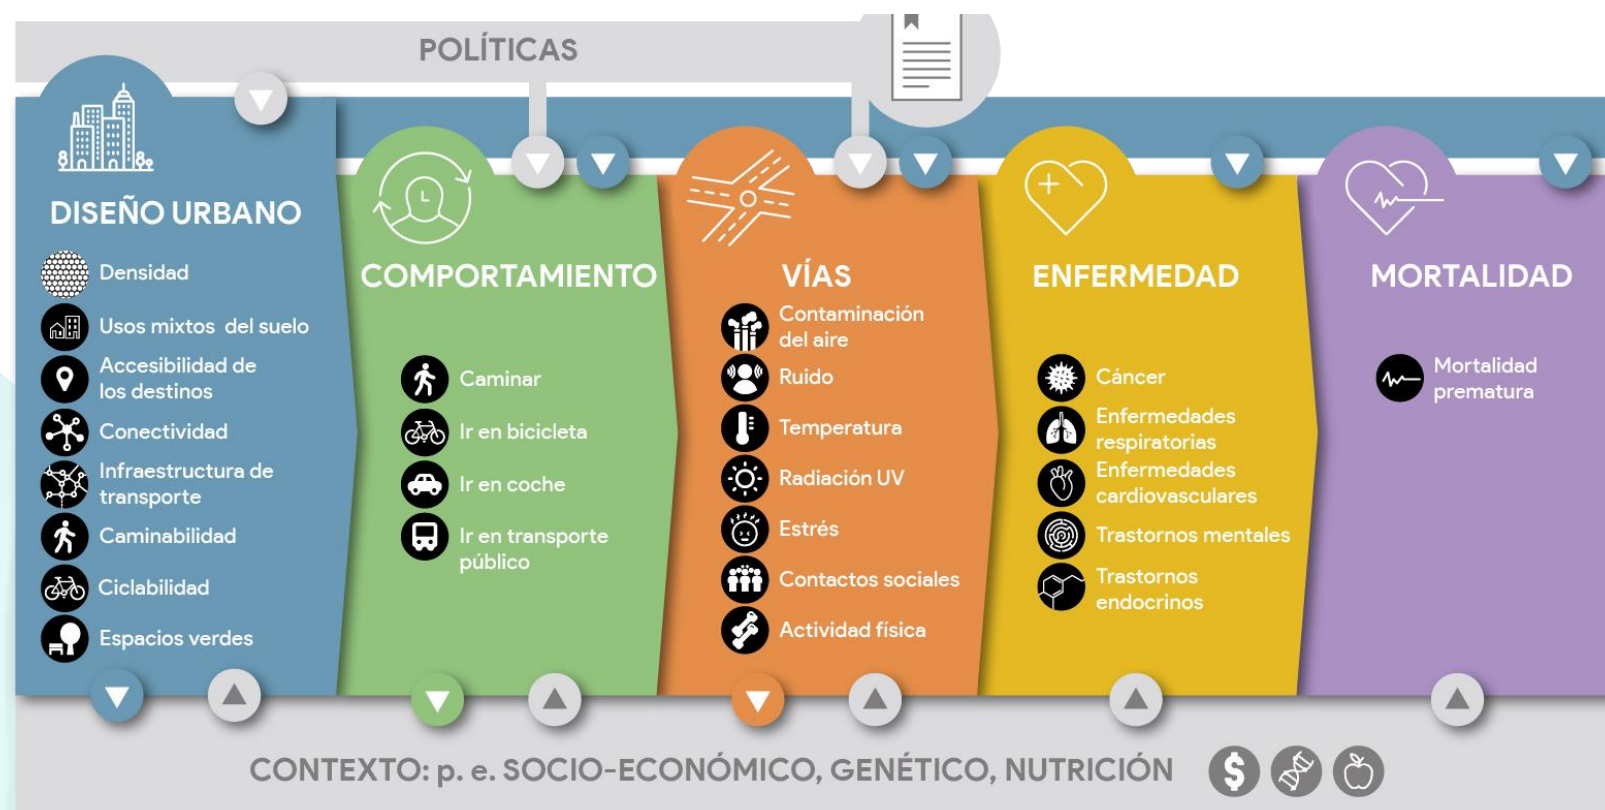 POLÍTICAS
DISEÑO URBANO
Densidad
Usos mixtos del suelo
Accesibilidad de
los destinos
Conectividad
Infraestructura de
transporte
Caminabilidad
Ciclabilidad
Espacios verdes
COMPORTAMIENTO
Caminar
Ir en bicicleta
Ir en coche
Ir en transporte
público
VÍAS
Contaminación
del aire
Ruido
Temperatura
Radiación UV
Estrés
Contactos sociales
Actividad física
ENFERMEDAD
Cáncer
Enfermedades
respiratorias
Enfermedades
cardiovasculares
Trastornos mentales
Trastornos
endocrinos
MORTALIDAD
Mortalidad
prematura
CONTEXTO: p. e. SOCIO-ECONÓMICO, GENÉTICO, NUTRICIÓN $